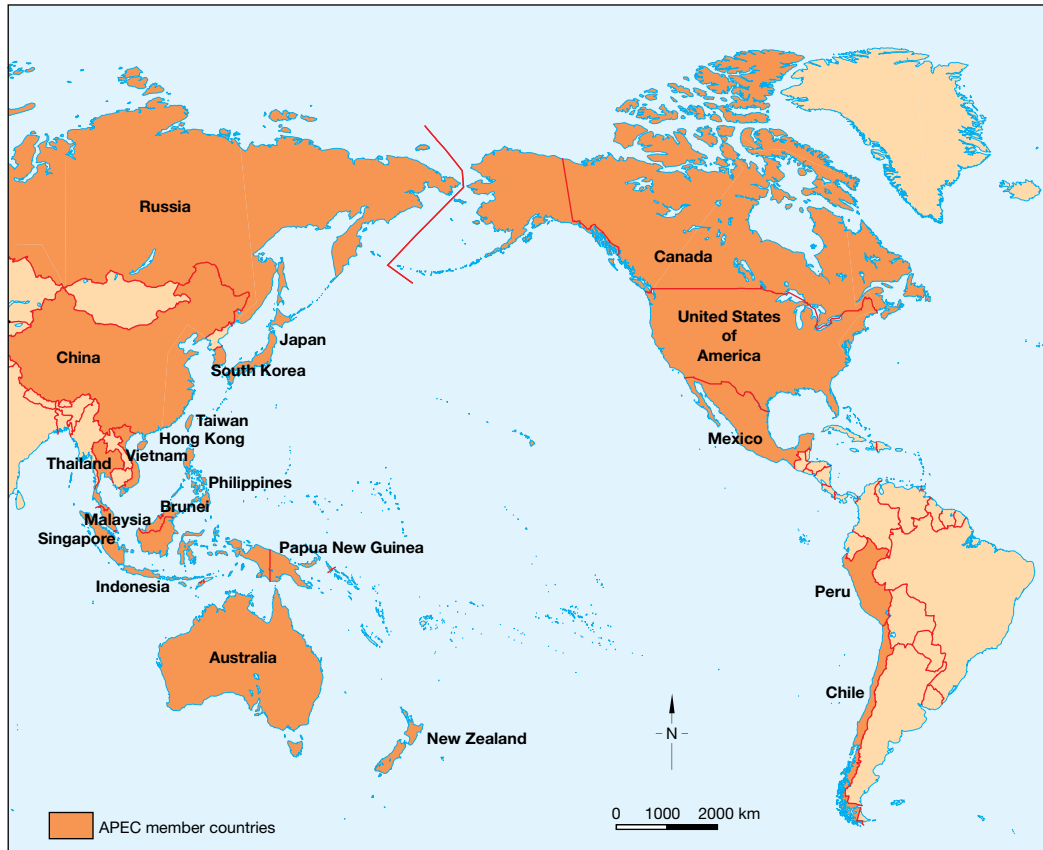 Russia
Canada
United States
of
America
Japan
China
South Korea
Taiwan
Hong Kong
Mexico
Vietnam
Thailand
Philippines
Brunei
Malaysia
Singapore
Papua New Guinea
Indonesia
Peru
Australia
Chile
N
New Zealand
0 1000 2000 km
APEC member countries